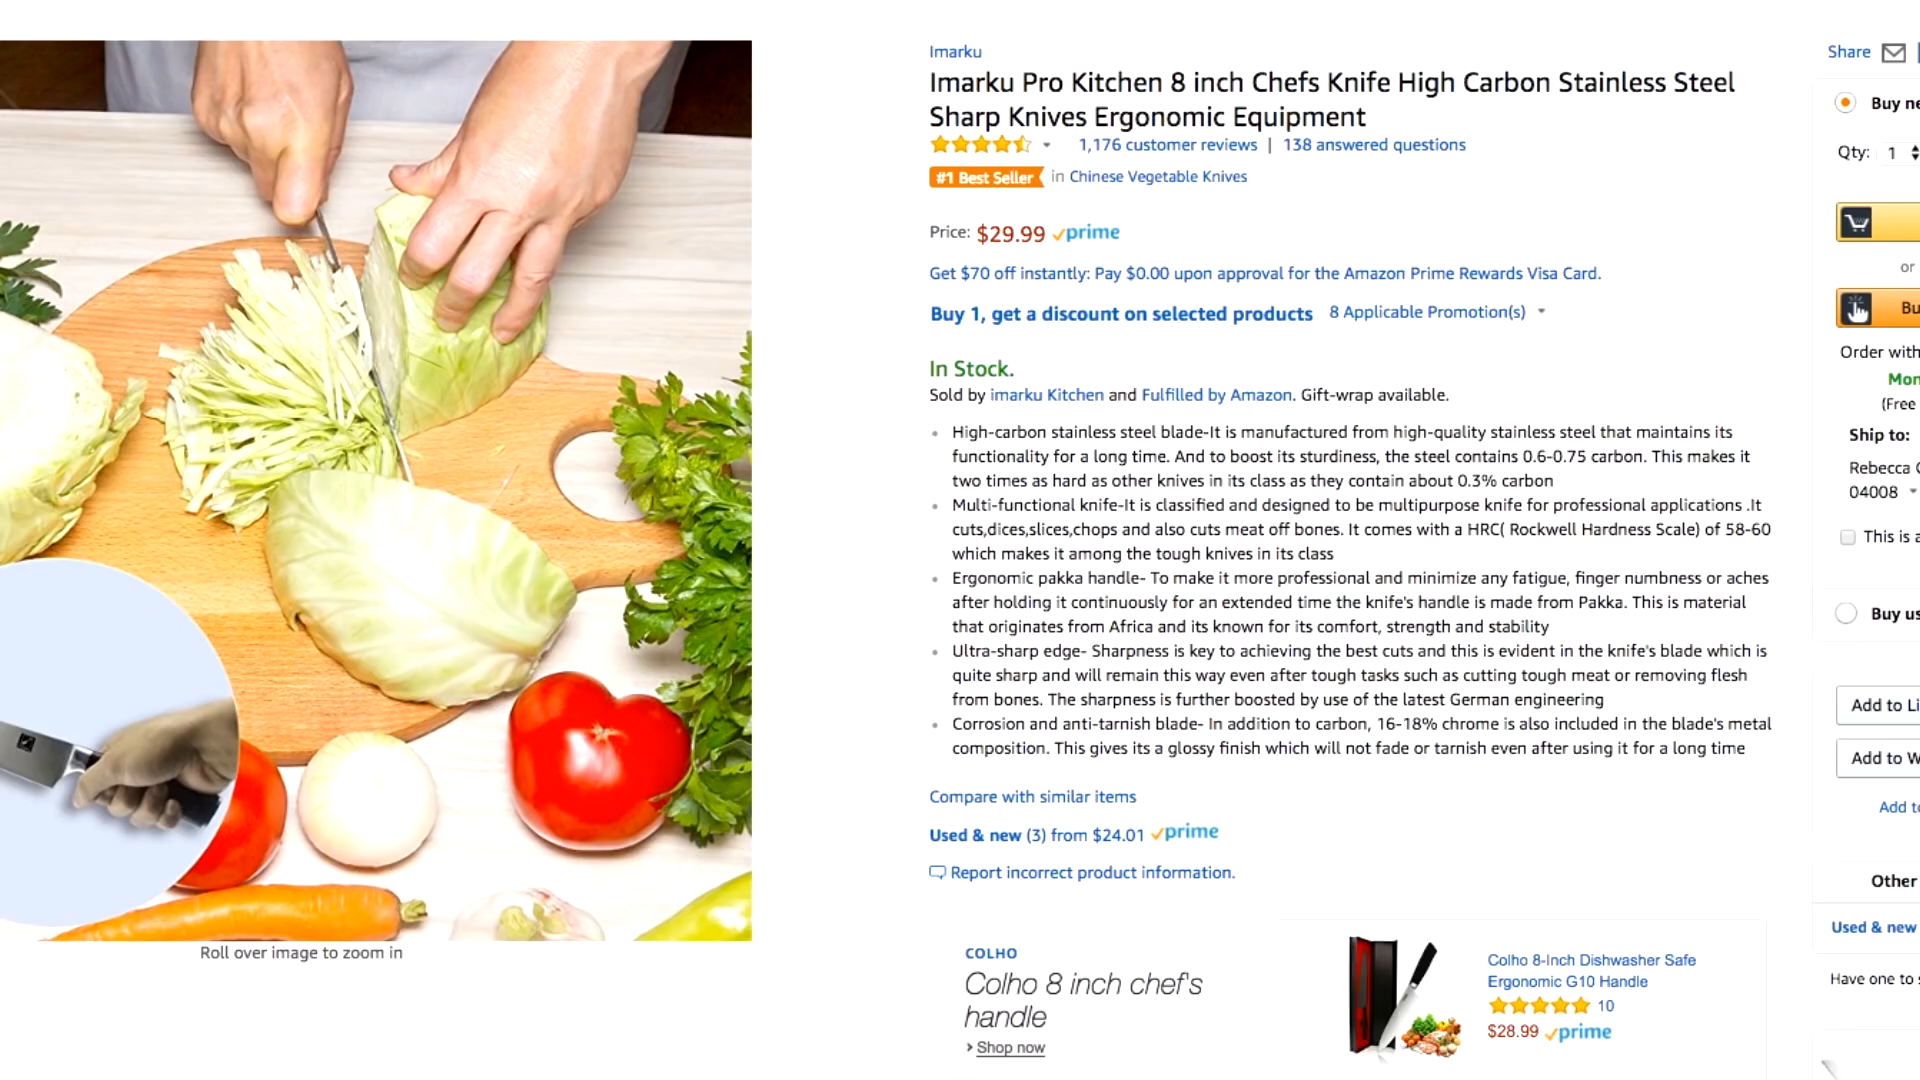 Imarku
Imarku Pro Kitchen 8 inch Chefs Knife High Carbon Stainless Steel
Sharp Knives Ergonomic Equipment
1,176 customer reviews | 138 answered questions
#1 Best Seller in Chinese Vegetable Knives
Price: $29.99 prime
Get $70 off instantly: Pay $0.00 upon approval for the Amazon Prime Rewards Visa Card.
Buy 1, get a discount on selected products 8 Applicable Promotion(s)
In Stock.
Sold by imarku Kitchen and Fulfilled by Amazon. Gift-wrap available.
High-carbon stainless steel blade-It is manufactured from high-quality stainless steel that maintains its
functionality for a long time. And to boost its sturdiness, the steel contains 0.6-0.75 carbon. This makes it
two times as hard as other knives in its class as they contain about 0.3% carbon
Multi-functional knife-It is classified and designed to be multipurpose knife for professional applications .It
cuts,dices,slices,chops and also cuts meat off bones. It comes with a HRC( Rockwell Hardness Scale) of 58-60
which makes it among the tough knives in its class
Ergonomic pakka handle- To make it more professional and minimize any fatigue, finger numbness or aches
after holding it continuously for an extended time the knife's handle is made from Pakka. This is material
that originates from Africa and its known for its comfort, strength and stability
Ultra-sharp edge- Sharpness is key to achieving the best cuts and this is evident in the knife's blade which is
quite sharp and will remain this way even after tough tasks such as cutting tough meat or removing flesh
from bones. The sharpness is further boosted by use of the latest German engineering
Corrosion and anti-tarnish blade- In addition to carbon, 16-18% chrome is also included in the blade's metal
composition. This gives its a glossy finish which will not fade or tarnish even after using it for a long time
Compare with similar items
Used & new (3) from $24.01 prime
Report incorrect product information.
Roll over image to zoom in
COLHO
Colho 8 inch chef's
handle
Shop now
Colho 8-Inch Dishwasher Safe
Ergonomic G10 Handle
10
$28.99 prime
Share
Buy ne
Qty: 1
or
Bu
Order with
Mon
(Free
Ship to:
Rebecca
04008
This is a
Buy us
Add to Li
Add to W
Add to
Other
Used & new
Have one to s